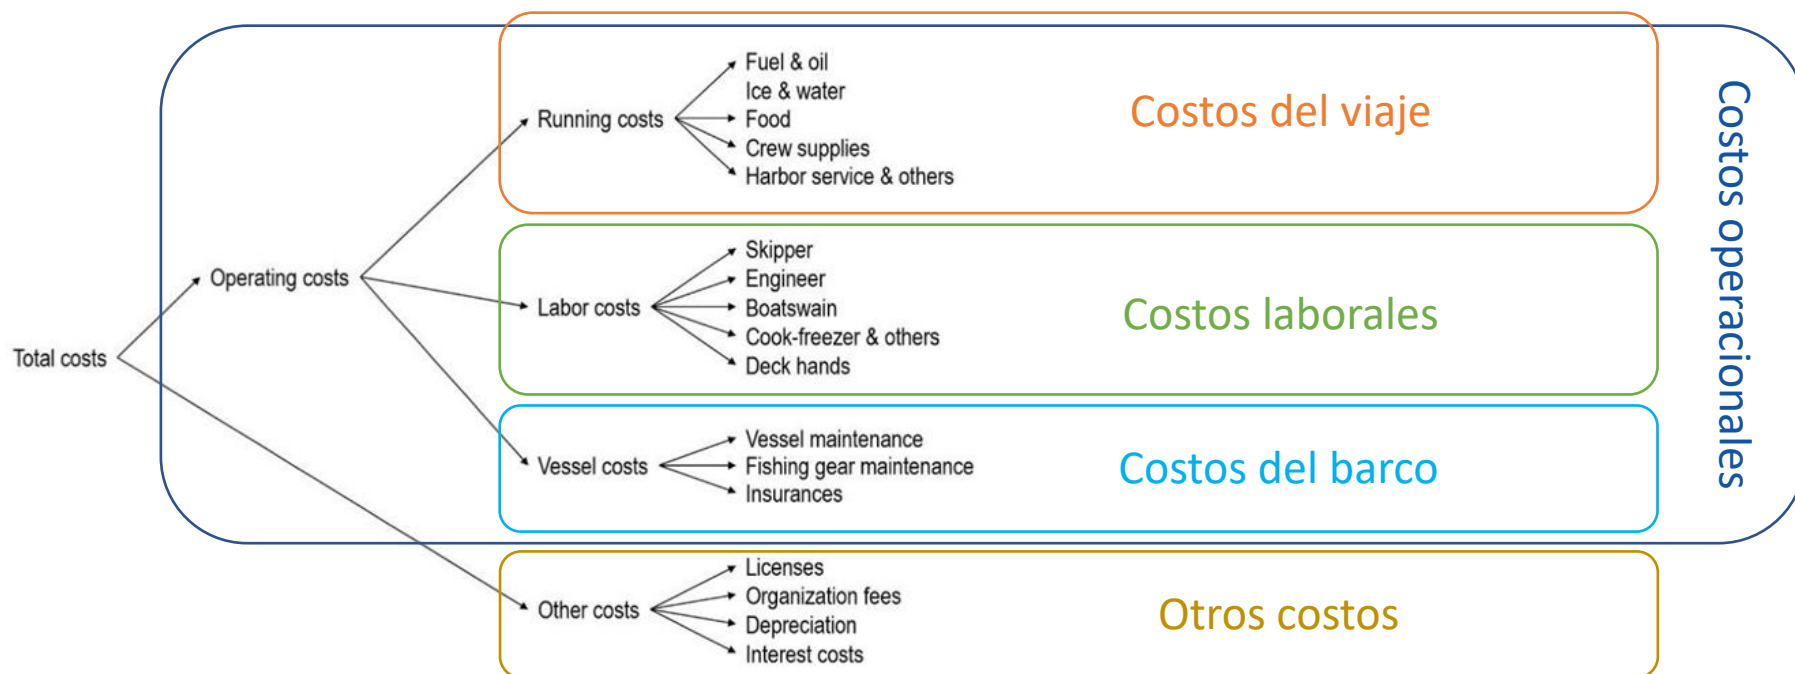 Total costs
Operating costs
Running costs
Fuel & oil
Ice & water
Food
Crew supplies
Harbor service & others
Costos del viaje
Labor costs
Skipper
Engineer
Boatswain
Cook-freezer & others
Deck hands
Costos laborales
Vessel costs
Vessel maintenance
Fishing gear maintenance
Insurances
Costos del barco
Costos operacionales
Other costs
Licenses
Organization fees
Depreciation
Interest costs
Otros costos